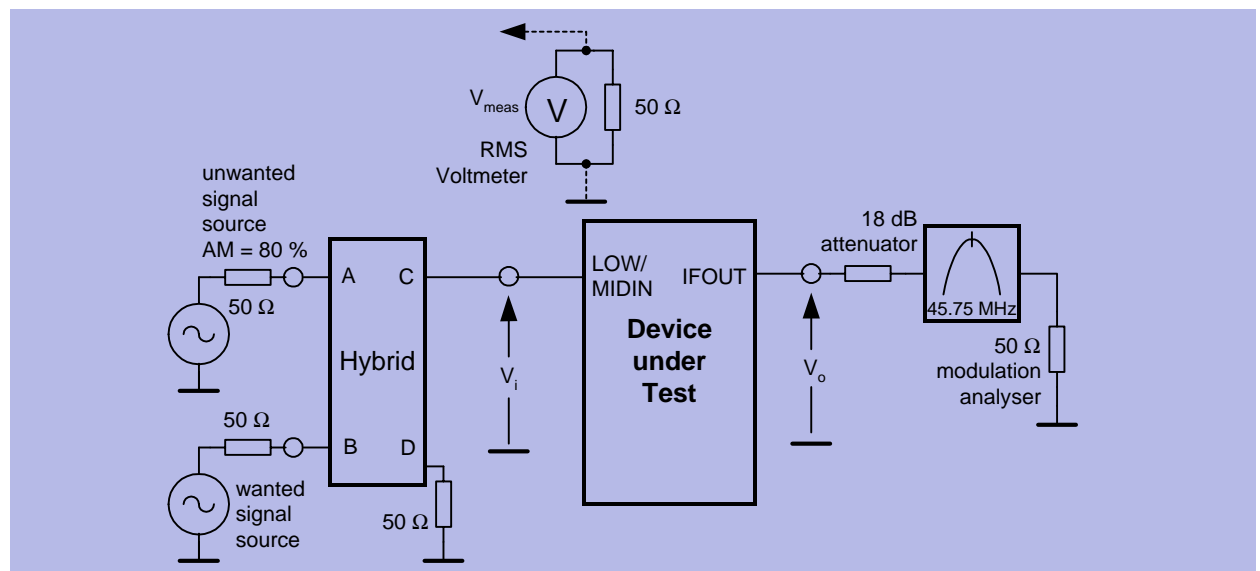 V
V_meas
50 Ω
RMS
Voltmeter
unwanted
signal
source
AM = 80 %
50 Ω
A
C
Hybrid
B
D
50 Ω
wanted
signal
source
50 Ω
V_i
LOW/
MIDIN
IFOUT
Device
under
Test
V_o
18 dB
attenuator
45.75 MHz
50 Ω
modulation
analyser